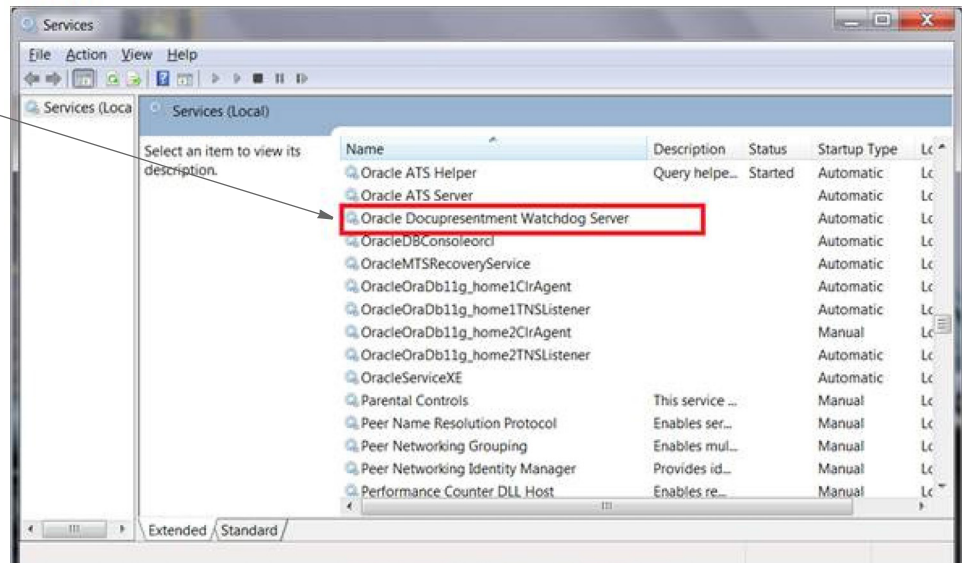 Services
File Action View Help
Services (Loca
Services (Local)
Select an item to view its
description.
Name Description Status Startup Type Lc
Oracle ATS Helper Query helpe... Started Automatic Lc
Oracle ATS Server Automatic Lc
Oracle Docupresentment Watchdog Server Automatic Lc
OracleDBConsoleorcl Automatic Lc
OracleMTSRecoveryService Automatic Lc
OracleOraDb11g_home1ClrAgent Automatic Lc
OracleOraDb11g_home1TNSListener Automatic Lc
OracleOraDb11g_home2ClrAgent Manual Lc
OracleOraDb11g_home2TNSListener Automatic Lc
OracleServiceXE Automatic Lc
Parental Controls This service ... Manual Lc
Peer Name Resolution Protocol Enables ser... Manual Lc
Peer Networking Grouping Enables mul... Manual Lc
Peer Networking Identity Manager Provides id... Manual Lc
Performance Counter DLL Host Enables re... Manual Lc
Extended Standard